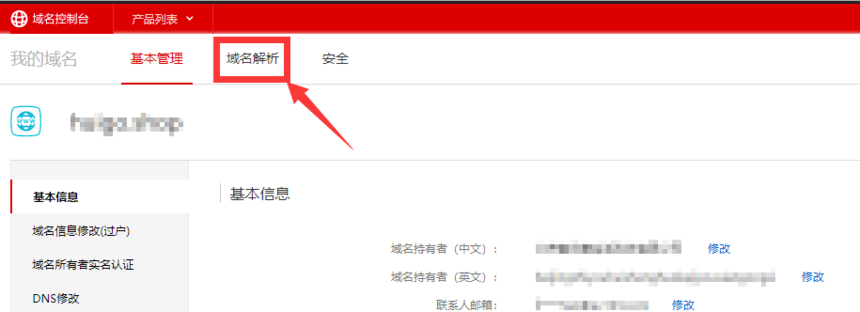 域名控制台 产品列表
我的域名 基本管理 域名解析 安全
www
基本信息
域名信息修改(过户)
域名所有者实名认证
DNS修改
基本信息
域名持有者（中文）： 修改
域名持有者（英文）： 修改
联系人邮箱： 修改